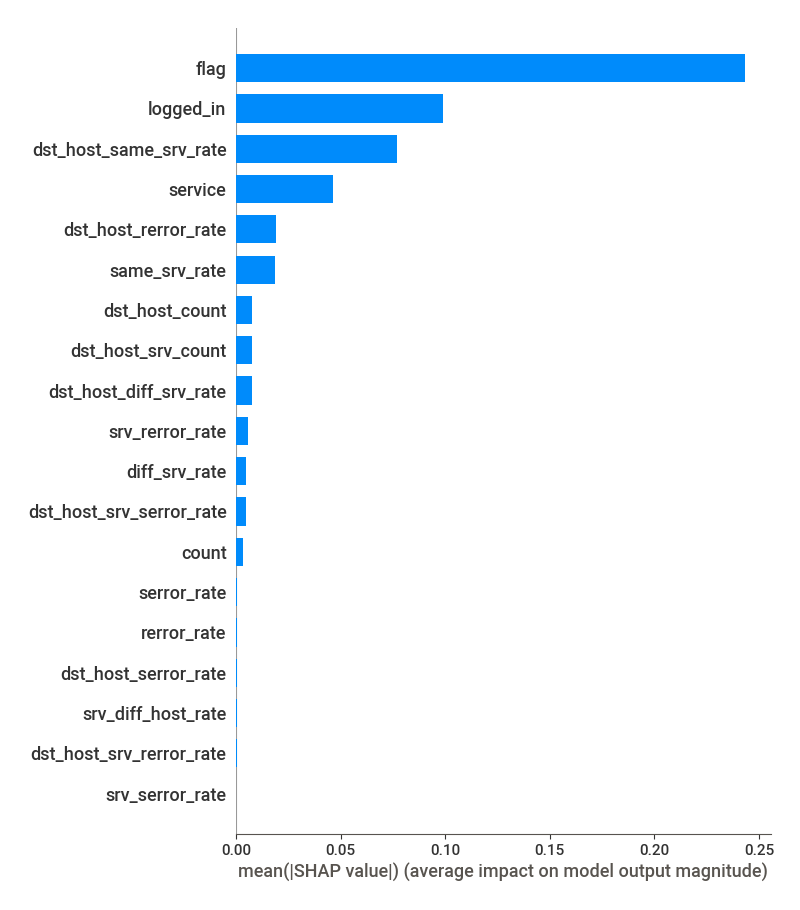 flag
logged_in
dst_host_same_srv_rate
service
dst_host_rerror_rate
same_srv_rate
dst_host_count
dst_host_srv_count
dst_host_diff_srv_rate
srv_rerror_rate
diff_srv_rate
dst_host_srv_serror_rate
count
serror_rate
rerror_rate
dst_host_serror_rate
srv_diff_host_rate
dst_host_srv_rerror_rate
srv_serror_rate
0.00 0.05 0.10 0.15 0.20 0.25
mean(|SHAP value|) (average impact on model output magnitude)